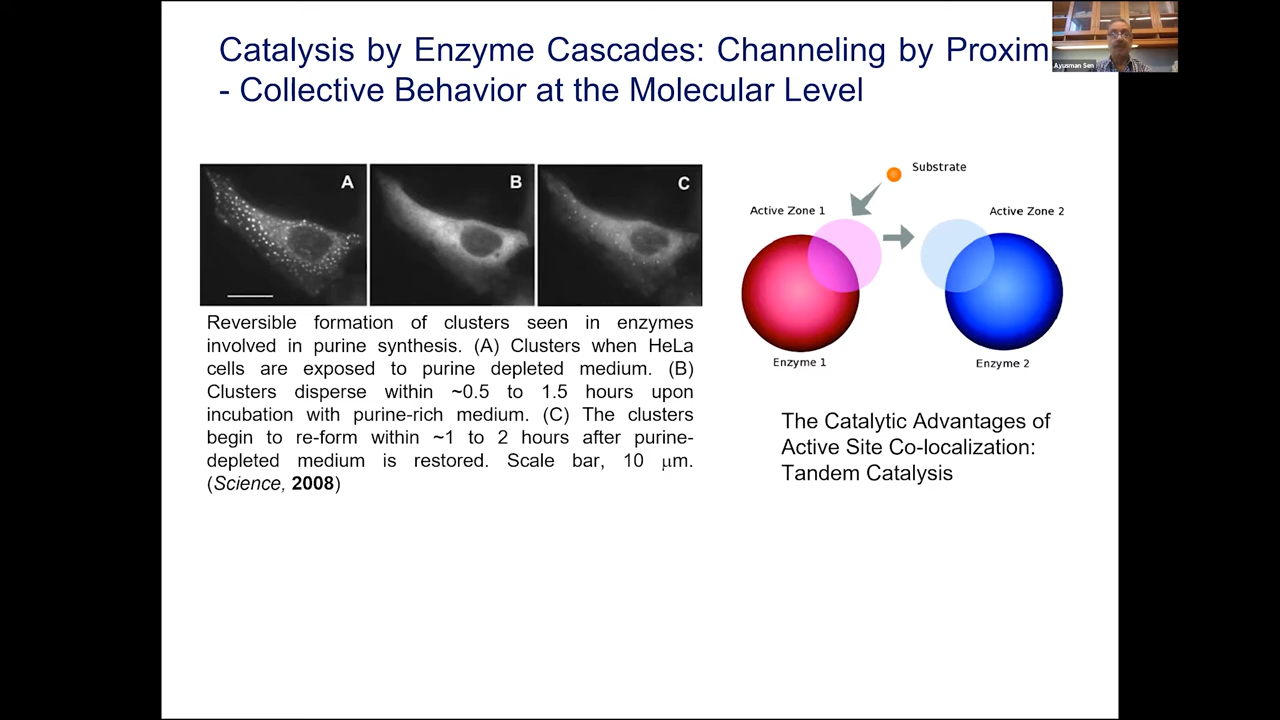 Catalysis by Enzyme Cascades: Channeling by Proxim
- Collective Behavior at the Molecular Level
Ayusman Sen
A
B
C
Reversible formation of clusters seen in enzymes
involved in purine synthesis. (A) Clusters when HeLa
cells are exposed to purine depleted medium. (B)
Clusters disperse within ~0.5 to 1.5 hours upon
incubation with purine-rich medium. (C) The clusters
begin to re-form within ~1 to 2 hours after purine-
depleted medium is restored. Scale bar, 10 μm.
(Science, 2008)
Substrate
Active Zone 1
Active Zone 2
Enzyme 1
Enzyme 2
The Catalytic Advantages of
Active Site Co-localization:
Tandem Catalysis